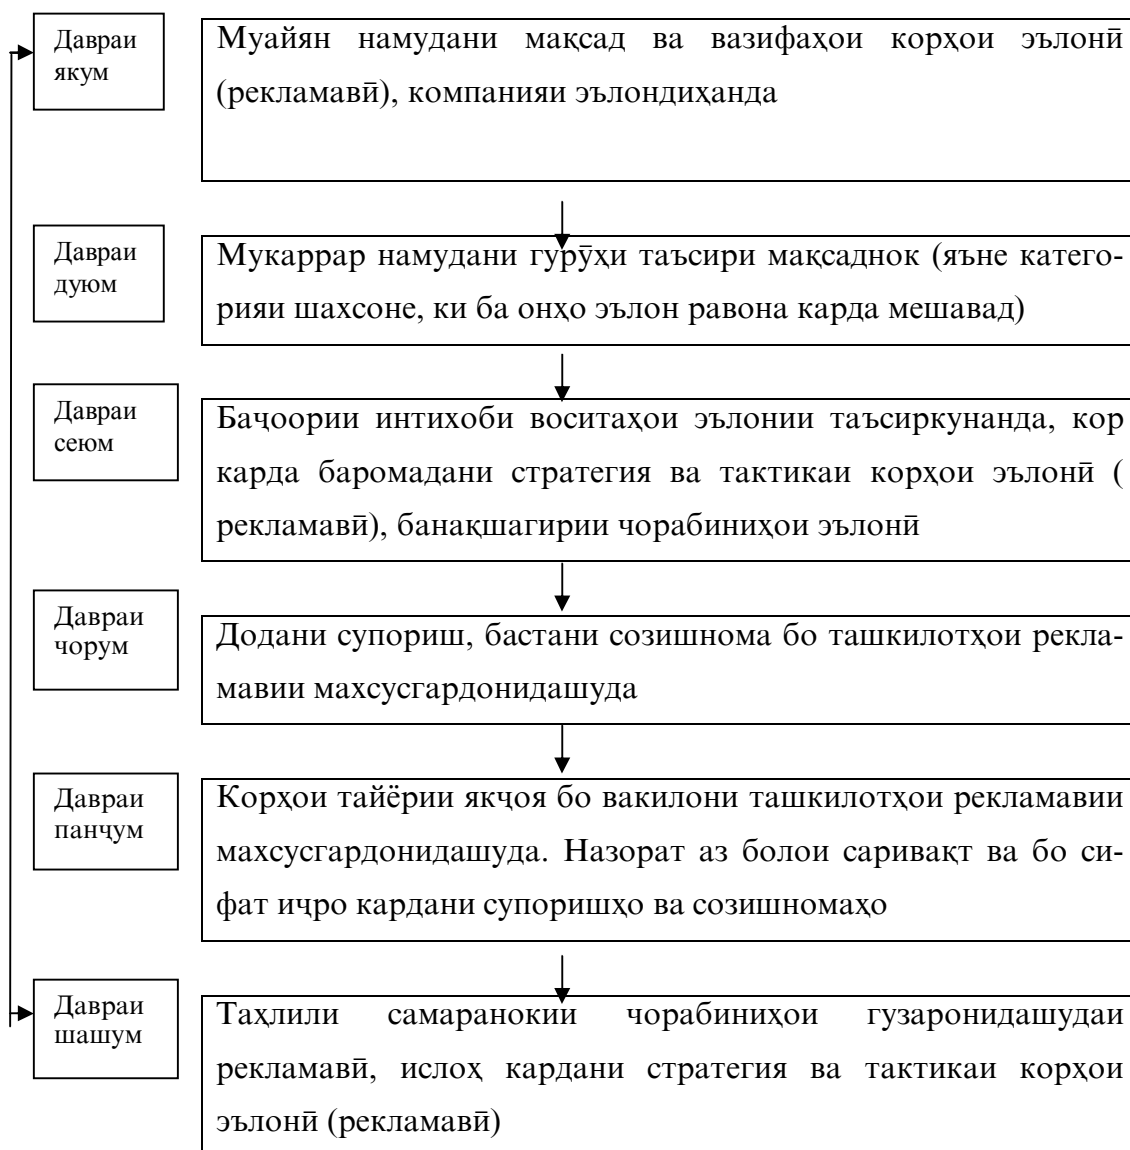 Давраи
якум
Муайян намудани мақсад ва вазифаҳои корҳои эълонӣ
(рекламавӣ), компанияи эълондиҳанда
Давраи
дуюм
Мукаррар намудани гурӯҳи таъсири мақсаднок (яъне катего-
рияи шахсоне, ки ба онҳо эълон равона карда мешавад)
Давраи
сеюм
Баҷоории интихоби воситаҳои эълонии таъсиркунанда, кор
карда баромадани стратегия ва тактикаи корҳои эълонӣ (
рекламавӣ), банақшагирии чорабиниҳои эълонӣ
Давраи
чорум
Додани супориш, бастани созишнома бо ташкилотҳои рекла-
мавии махсусгардонидашуда
Давраи
панҷум
Корҳои тайёрии якҷоя бо вакилони ташкилотҳои рекламавии
махсусгардонидашуда. Назорат аз болои саривақт ва бо си-
фат иҷро кардани супоришҳо ва созишномаҳо
Давраи
шашум
Таҳлили самаранокии чорабиниҳои гузаронидашудаи
рекламавӣ, ислоҳ кардани стратегия ва тактикаи корҳои
эълонӣ (рекламавӣ)